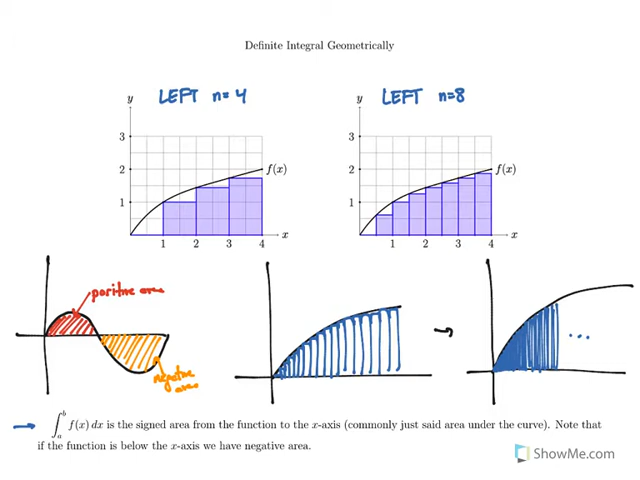 Definite Integral Geometrically
LEFT n=4
LEFT n=8
y
3
2
1
f(x)
1 2 3 4 x
y
3
2
1
f(x)
1 2 3 4 x
positive area
negative
area
→ ∫_a^b f(x) dx is the signed area from the function to the x-axis (commonly just said area under the curve). Note that
if the function is below the x-axis we have negative area.
ShowMe.com